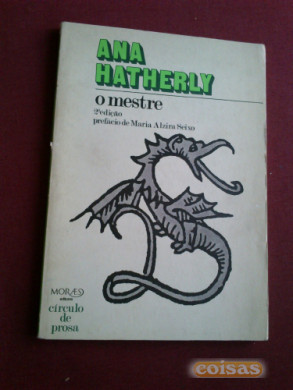 ANA
HATHERLY
o mestre
2ª edição
prefácio de Maria Alzira Seixo
MORAES
editores
círculo
de
prosa
coisas